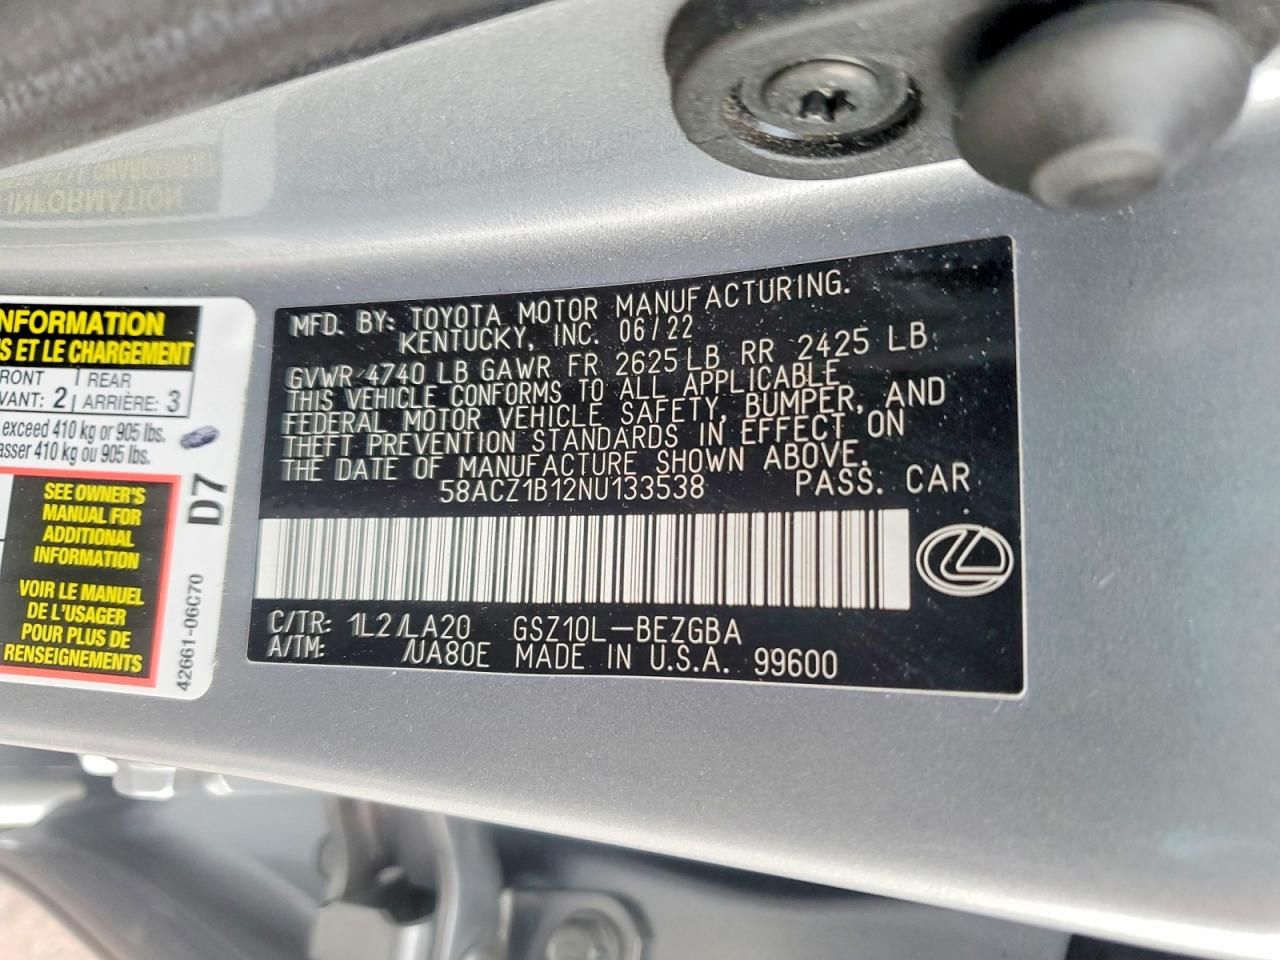 NFORMATION
S ET LE CHARGEMENT
RONT | REAR
VANT: 2 | ARRIÈRE: 3
exceed 410 kg or 905 lbs.
asser 410 kg ou 905 lbs.
SEE OWNER'S
MANUAL FOR
ADDITIONAL
INFORMATION
VOIR LE MANUEL
DE L'USAGER
POUR PLUS DE
RENSEIGNEMENTS
D7
42661-06C70
MFD. BY: TOYOTA MOTOR MANUFACTURING.
KENTUCKY, INC. 06/22
GVWR 4740 LB GAWR FR 2625 LB RR 2425 LB
THIS VEHICLE CONFORMS TO ALL APPLICABLE
FEDERAL MOTOR VEHICLE SAFETY, BUMPER, AND
THEFT PREVENTION STANDARDS IN EFFECT ON
THE DATE OF MANUFACTURE SHOWN ABOVE.
58ACZ1B12NU133538 PASS. CAR
C/TR: 1L2/LA20 GSZ10L-BEZGBA
A/TM: /UA80E MADE IN U.S.A. 99600